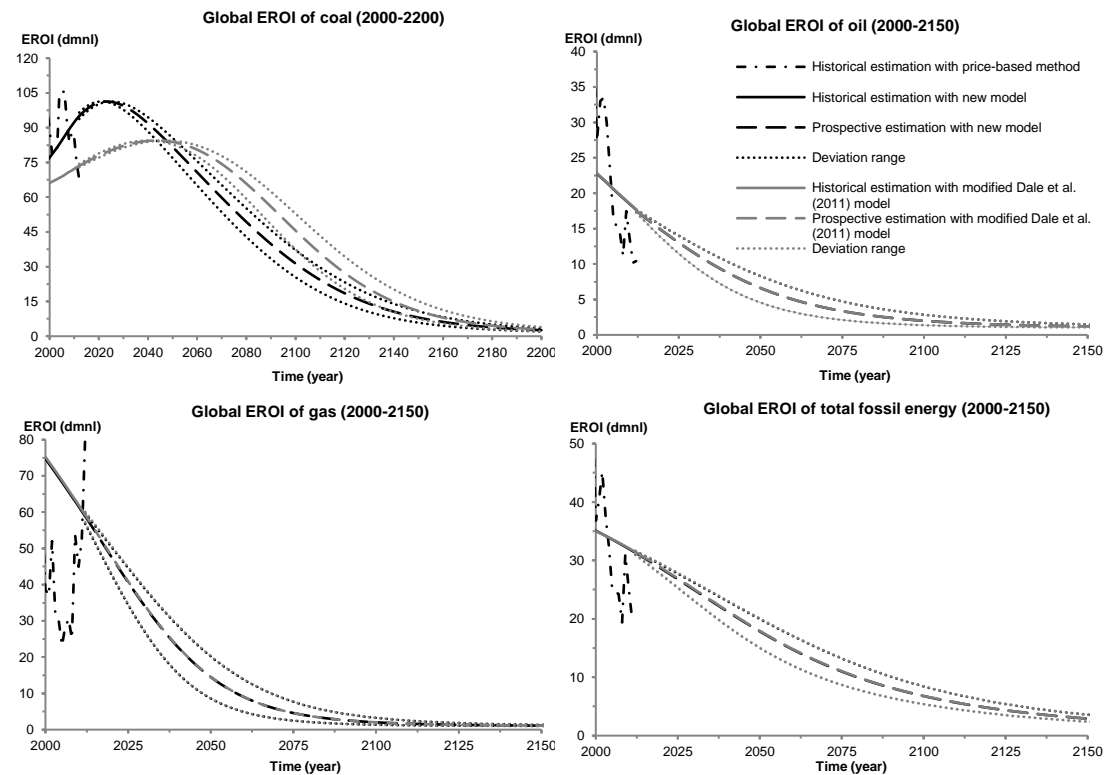 Global EROI of coal (2000-2200)
EROI (dmnl)
120
105
90
75
60
45
30
15
0
2000 2020 2040 2060 2080 2100 2120 2140 2160 2180 2200
Time (year)
Global EROI of oil (2000-2150)
EROI (dmnl)
40
35
30
25
20
15
10
5
0
2000 2025 2050 2075 2100 2125 2150
Time (year)
Historical estimation with price-based method
Historical estimation with new model
Prospective estimation with new model
Deviation range
Historical estimation with modified Dale et al.
(2011) model
Prospective estimation with modified Dale et al.
(2011) model
Deviation range
Global EROI of gas (2000-2150)
EROI (dmnl)
80
70
60
50
40
30
20
10
0
2000 2025 2050 2075 2100 2125 2150
Time (year)
Global EROI of total fossil energy (2000-2150)
EROI (dmnl)
50
40
30
20
10
0
2000 2025 2050 2075 2100 2125 2150
Time (year)